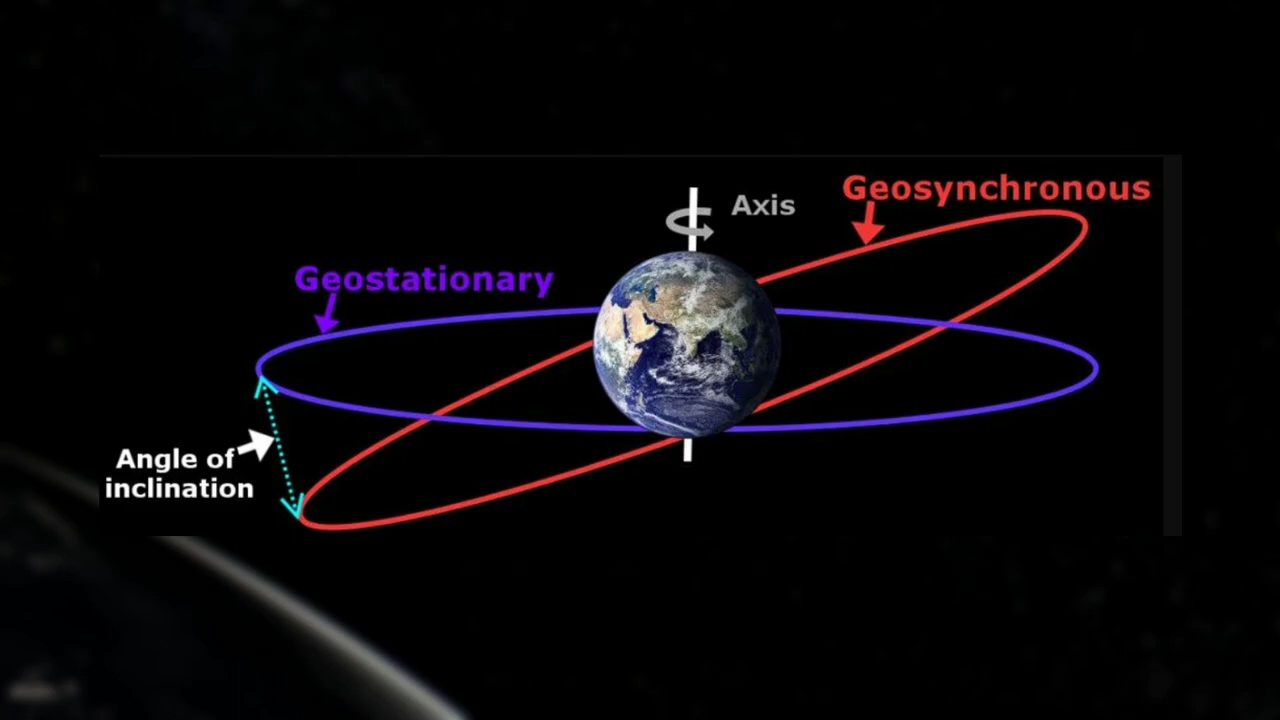 Geosynchronous
Axis
Geostationary
Angle of
inclination